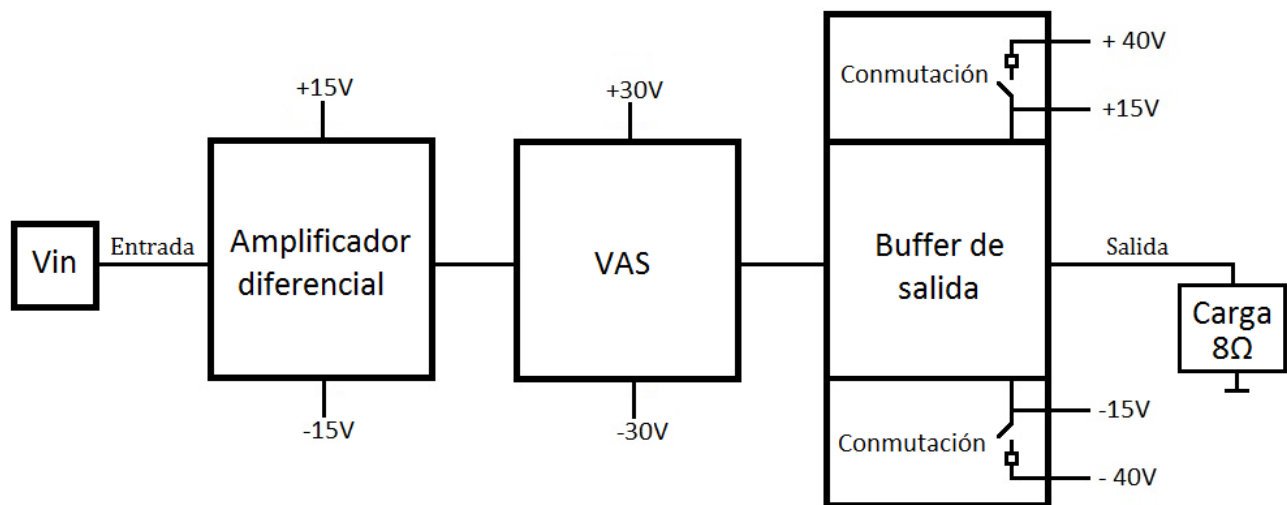 Vin
Entrada
+15V
Amplificador
diferencial
-15V
+30V
VAS
-30V
Conmutación
+ 40V
+15V
Buffer de
salida
Conmutación
-15V
- 40V
Salida
Carga
8Ω